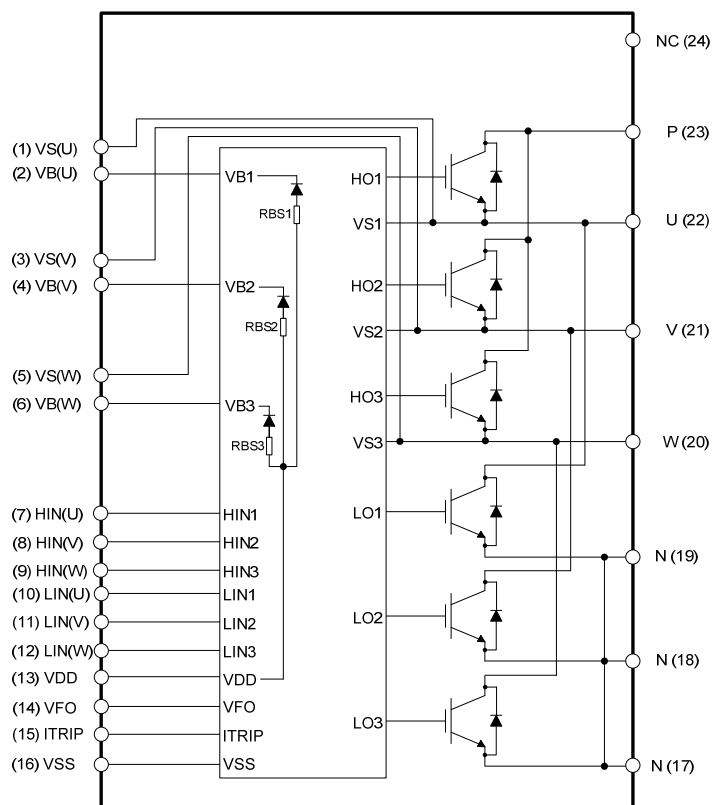 NC (24)
P (23)
(1) VS(U)
(2) VB(U)
VB1
HO1
RBS1
VS1
U (22)
(3) VS(V)
(4) VB(V)
VB2
HO2
RBS2
VS2
V (21)
(5) VS(W)
(6) VB(W)
VB3
HO3
RBS3
VS3
W (20)
(7) HIN(U)
HIN1
LO1
(8) HIN(V)
HIN2
N (19)
(9) HIN(W)
HIN3
(10) LIN(U)
LIN1
(11) LIN(V)
LIN2
LO2
(12) LIN(W)
LIN3
N (18)
(13) VDD
VDD
(14) VFO
VFO
LO3
(15) ITRIP
ITRIP
(16) VSS
VSS
N (17)